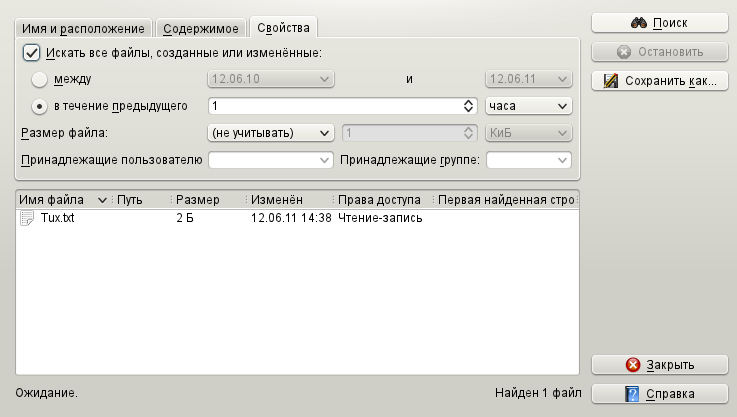 Имя и расположение Содержимое Свойства
Искать все файлы, созданные или изменённые:
между 12.06.10 и 12.06.11
в течение предыдущего 1 часа
Размер файла: (не учитывать) 1 КиБ
Принадлежащие пользователю Принадлежащие группе:
Поиск
Остановить
Сохранить как...
Имя файла Путь Размер Изменён Права доступа Первая найденная стро
Tux.txt 2 Б 12.06.11 14:38 Чтение-запись
Закрыть
Ожидание. Найден 1 файл
Справка